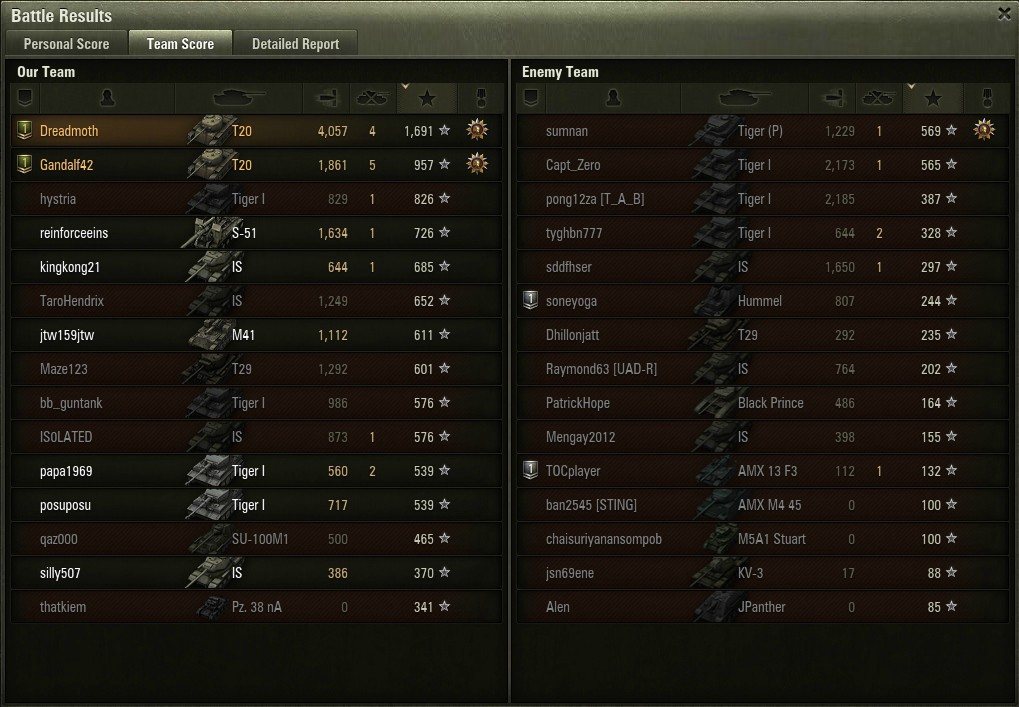 Battle Results
Personal Score Team Score Detailed Report
Our Team
1 Dreadmoth T20 4,057 4 1,691
1 Gandalf42 T20 1,861 5 957
hystria Tiger I 829 1 826
reinforceeins S-51 1,634 1 726
kingkong21 IS 644 1 685
TaroHendrix IS 1,249 652
jtw159jtw M41 1,112 611
Maze123 T29 1,292 601
bb_guntank Tiger I 986 576
IS0LATED IS 873 1 576
papa1969 Tiger I 560 2 539
posuposu Tiger I 717 539
qaz000 SU-100M1 500 465
silly507 IS 386 370
thatkiem Pz. 38 nA 0 341
Enemy Team
sumnan Tiger (P) 1,229 1 569
Capt_Zero Tiger I 2,173 1 565
pong12za [T_A_B] Tiger I 2,185 387
tyghbn777 Tiger I 644 2 328
sddfhser IS 1,650 1 297
1 soneyoga Hummel 807 244
Dhillonjatt T29 292 235
Raymond63 [UAD-R] IS 764 202
PatrickHope Black Prince 486 164
Mengay2012 IS 398 155
1 TOCplayer AMX 13 F3 112 1 132
ban2545 [STING] AMX M4 45 0 100
chaisuriyanansompob M5A1 Stuart 0 100
jsn69ene KV-3 17 88
Alen JPanther 0 85